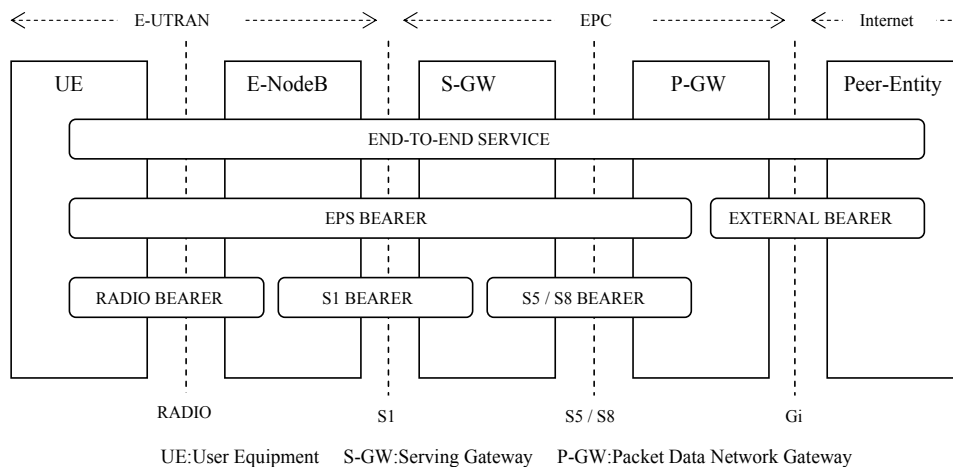 E-UTRAN EPC Internet
UE E-NodeB S-GW P-GW Peer-Entity
END-TO-END SERVICE
EPS BEARER EXTERNAL BEARER
RADIO BEARER S1 BEARER S5 / S8 BEARER
RADIO S1 S5 / S8 Gi
UE:User Equipment S-GW:Serving Gateway P-GW:Packet Data Network Gateway